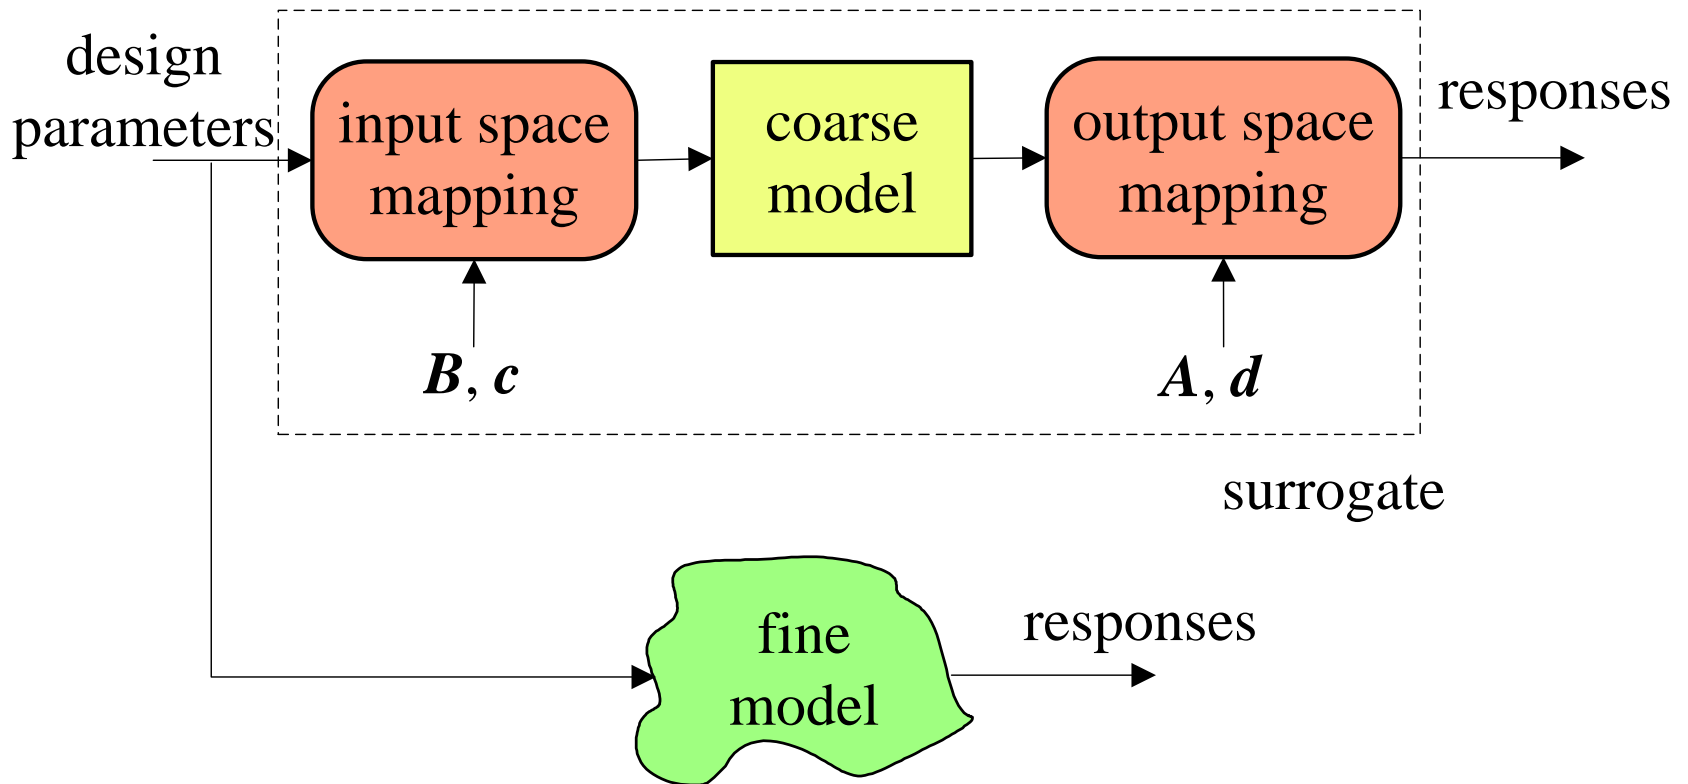 design
parameters
input space
mapping
coarse
model
output space
mapping
responses
B, c
A, d
surrogate
fine
model
responses